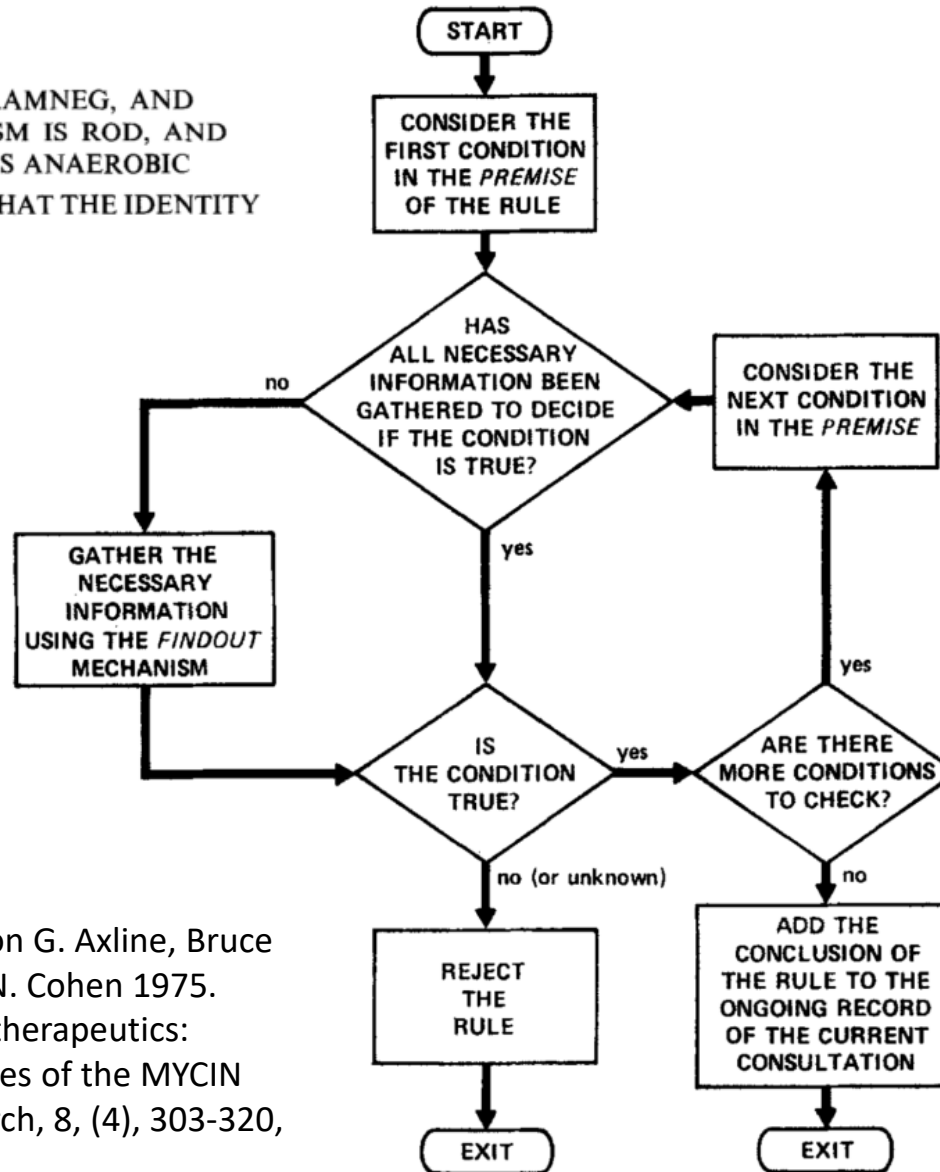 START
AMNEG, AND
SM IS ROD, AND
S ANAEROBIC
HAT THE IDENTITY
CONSIDER THE
FIRST CONDITION
IN THE PREMISE
OF THE RULE
HAS
ALL NECESSARY
INFORMATION BEEN
GATHERED TO DECIDE
IF THE CONDITION
IS TRUE?
no
yes
CONSIDER THE
NEXT CONDITION
IN THE PREMISE
GATHER THE
NECESSARY
INFORMATION
USING THE FINDOUT
MECHANISM
IS
THE CONDITION
TRUE?
yes
no (or unknown)
ARE THERE
MORE CONDITIONS
TO CHECK?
yes
no
REJECT
THE
RULE
EXIT
ADD THE
CONCLUSION OF
THE RULE TO THE
ONGOING RECORD
OF THE CURRENT
CONSULTATION
EXIT
on G. Axline, Bruce
N. Cohen 1975.
therapeutics:
es of the MYCIN
rch, 8, (4), 303-320,